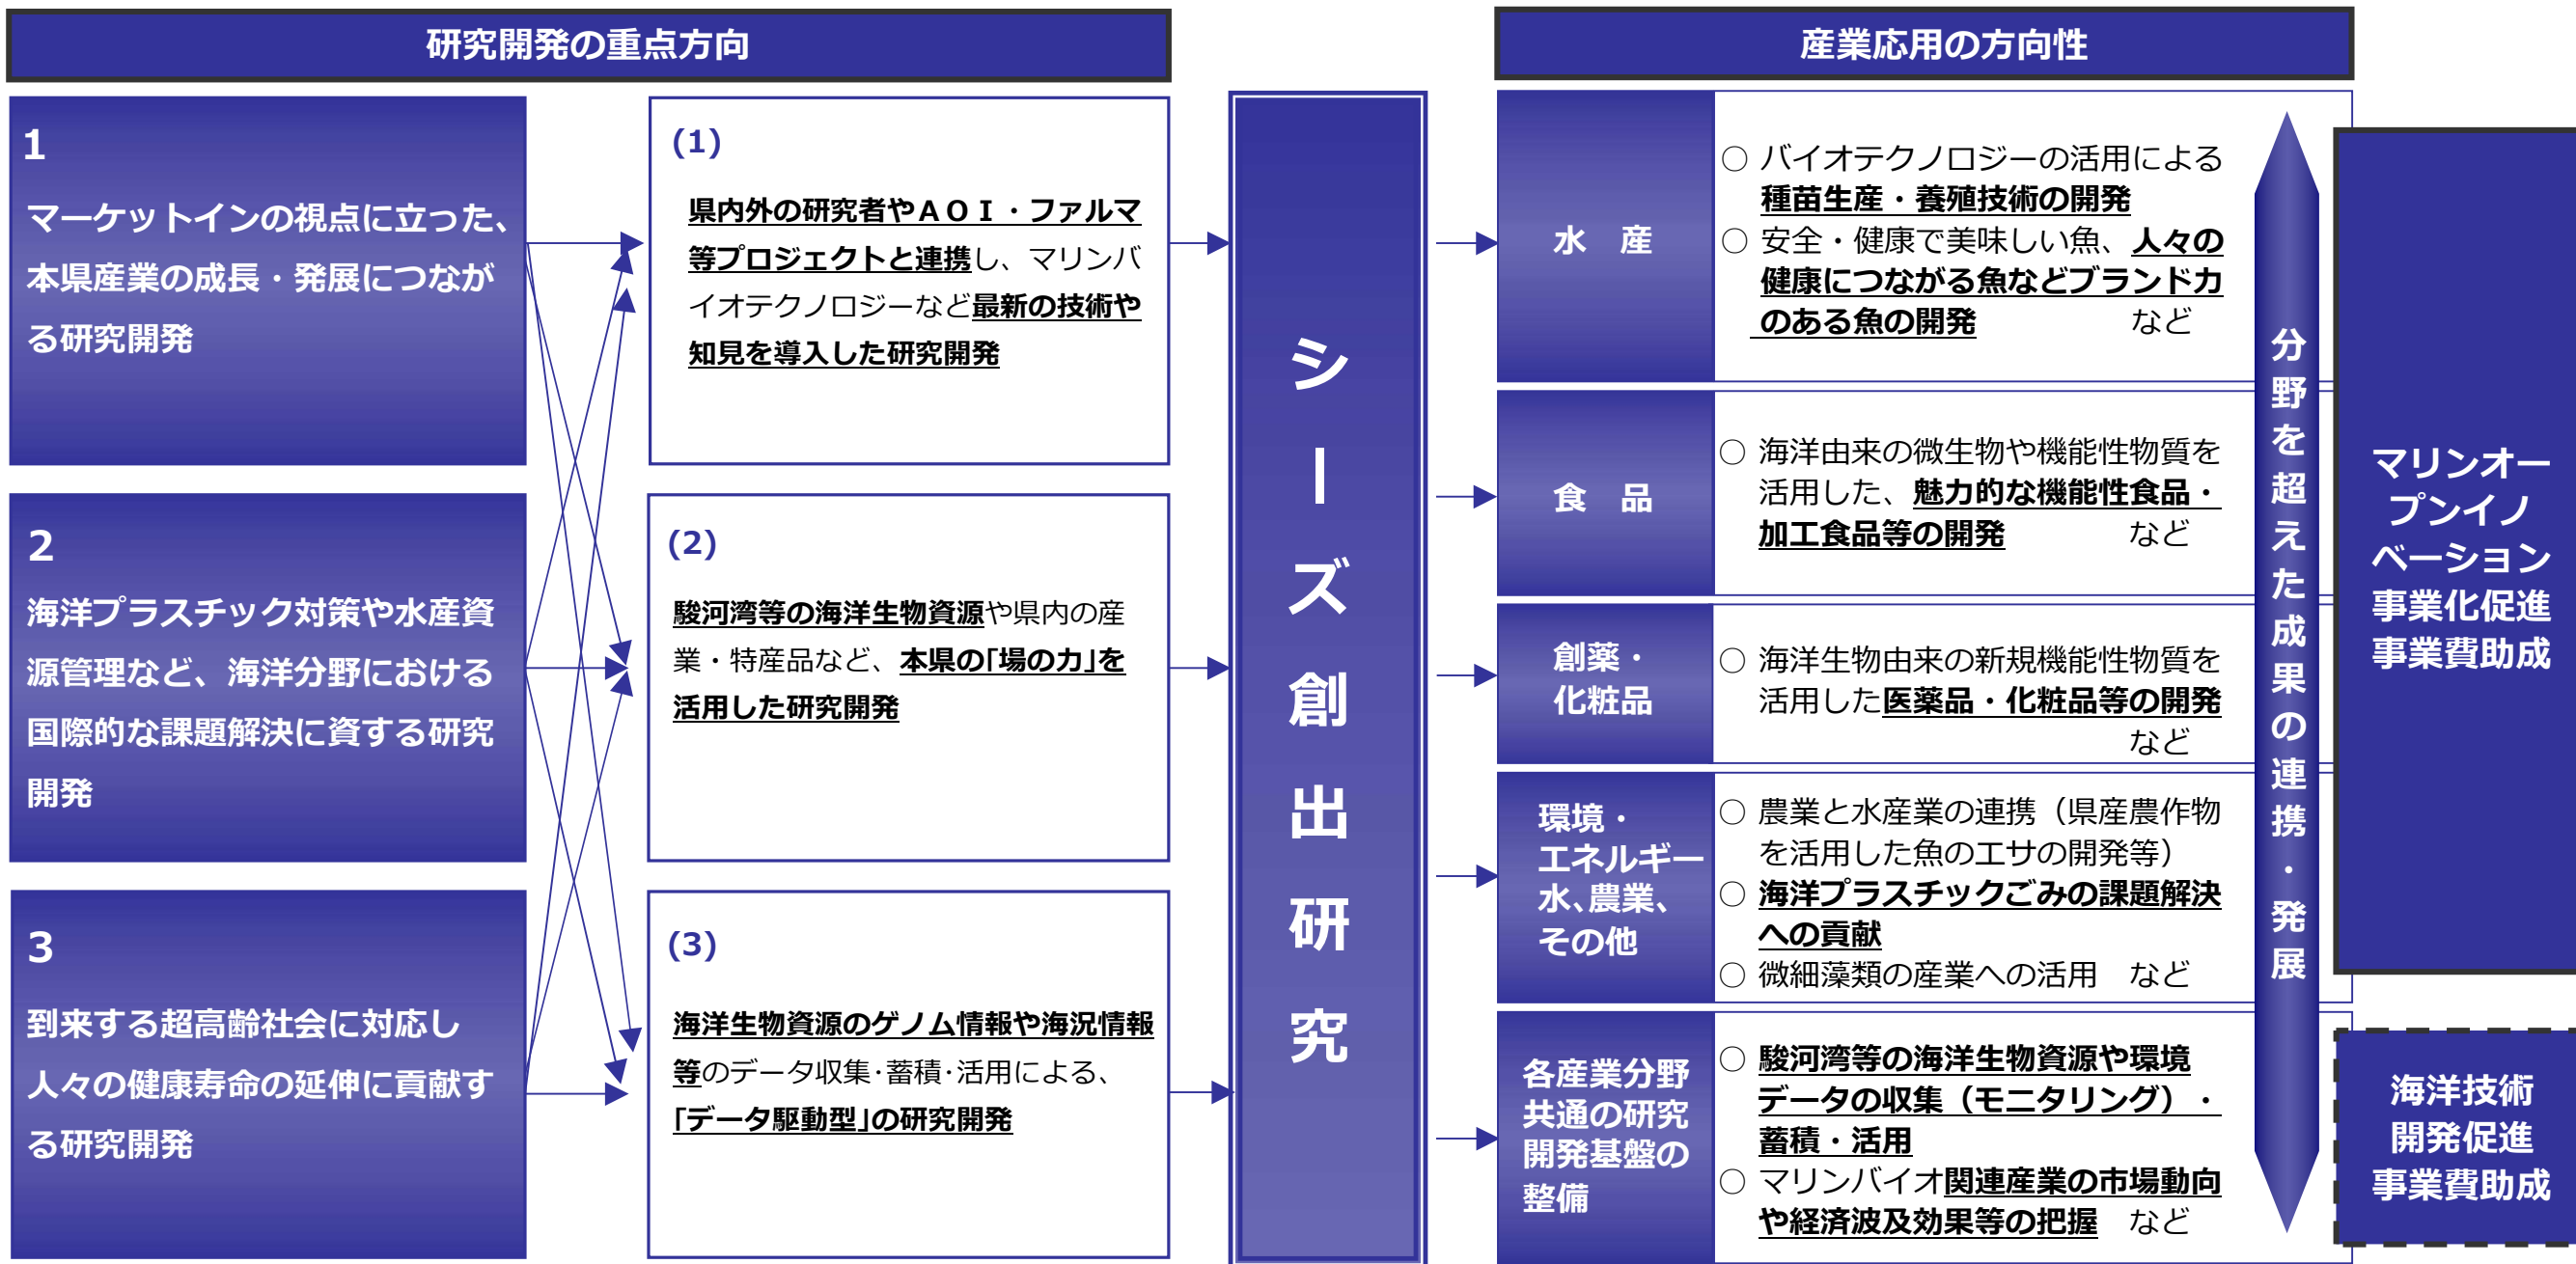 研究開発の重点方向
1
マーケットインの視点に立った、
本県産業の成長・発展につなが
る研究開発
2
海洋プラスチック対策や水産資
源管理など、海洋分野における
国際的な課題解決に資する研究
開発
3
到来する超高齢社会に対応し
人々の健康寿命の延伸に貢献す
る研究開発
(1)
県内外の研究者やＡＯＩ・ファルマ
等プロジェクトと連携し、マリンバ
イオテクノロジーなど最新の技術や
知見を導入した研究開発
(2)
駿河湾等の海洋生物資源や県内の産
業・特産品など、本県の｢場の力｣を
活用した研究開発
(3)
海洋生物資源のゲノム情報や海況情報
等のデータ収集･蓄積･活用による、
｢データ駆動型｣の研究開発
シーズ創出研究
産業応用の方向性
水　産
○ バイオテクノロジーの活用による
種苗生産・養殖技術の開発
○ 安全・健康で美味しい魚、人々の
健康につながる魚などブランド力
のある魚の開発　　　　など
食　品
○ 海洋由来の微生物や機能性物質を
活用した、魅力的な機能性食品・
加工食品等の開発　　　　など
創薬・
化粧品
○ 海洋生物由来の新規機能性物質を
活用した医薬品・化粧品等の開発
など
環境・
エネルギー
水､農業､
その他
○ 農業と水産業の連携（県産農作物
を活用した魚のエサの開発等）
○ 海洋プラスチックごみの課題解決
への貢献
○ 微細藻類の産業への活用　など
各産業分野
共通の研究
開発基盤の
整備
○ 駿河湾等の海洋生物資源や環境
データの収集（モニタリング）・
蓄積・活用
○ マリンバイオ関連産業の市場動向
や経済波及効果等の把握　など
分野を超えた成果の連携・発展
マリンオー
プンイノ
ベーション
事業化促進
事業費助成
海洋技術
開発促進
事業費助成